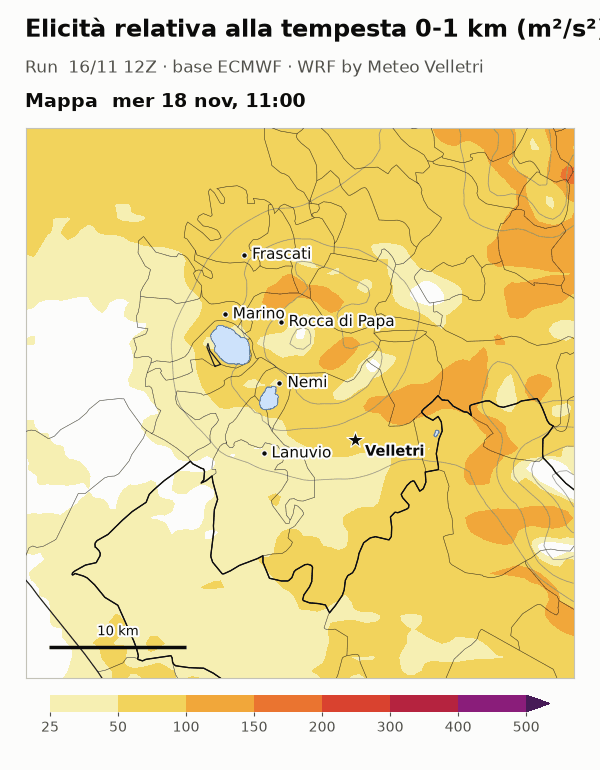 Elicità relativa alla tempesta 0-1 km (m²/s²)
Run  16/11 12Z · base ECMWF · WRF by Meteo Velletri
Mappa  mer 18 nov, 11:00
Frascati
Marino
Rocca di Papa
Nemi
Velletri
Lanuvio
10 km
25 50 100 150 200 300 400 500